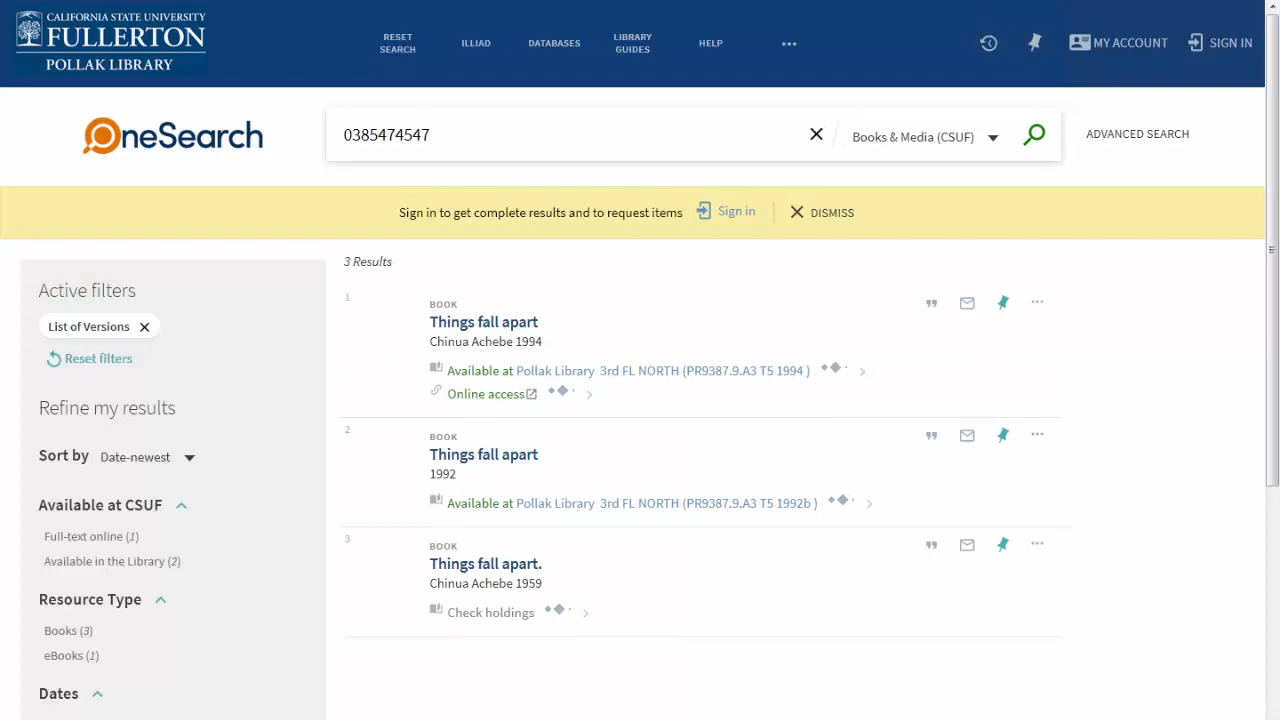 CALIFORNIA STATE UNIVERSITY
FULLERTON
POLLAK LIBRARY
RESET SEARCH
ILLIAD
DATABASES
LIBRARY GUIDES
HELP
MY ACCOUNT
SIGN IN
OneSearch
0385474547
Books & Media (CSUF)
ADVANCED SEARCH
Sign in to get complete results and to request items
Sign in
DISMISS
Active filters
List of Versions
Reset filters
Refine my results
Sort by Date-newest
Available at CSUF
Full-text online (1)
Available in the Library (2)
Resource Type
Books (3)
eBooks (1)
Dates
3 Results
1
BOOK
Things fall apart
Chinua Achebe 1994
Available at Pollak Library 3rd FL NORTH (PR9387.9.A3 T5 1994 )
Online access
2
BOOK
Things fall apart
1992
Available at Pollak Library 3rd FL NORTH (PR9387.9.A3 T5 1992b )
3
BOOK
Things fall apart.
Chinua Achebe 1959
Check holdings